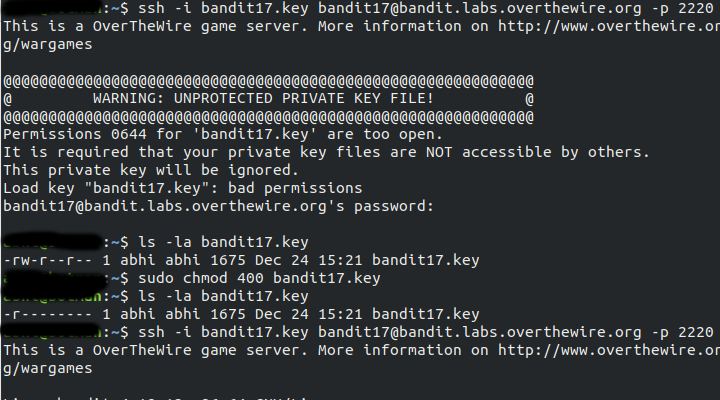 :~$ ssh -i bandit17.key bandit17@bandit.labs.overthewire.org -p 2220
This is a OverTheWire game server. More information on http://www.overthewire.or
g/wargames
@@@@@@@@@@@@@@@@@@@@@@@@@@@@@@@@@@@@@@@@@@@@@@@@@@@@@@@@@@@
@         WARNING: UNPROTECTED PRIVATE KEY FILE!          @
@@@@@@@@@@@@@@@@@@@@@@@@@@@@@@@@@@@@@@@@@@@@@@@@@@@@@@@@@@@
Permissions 0644 for 'bandit17.key' are too open.
It is required that your private key files are NOT accessible by others.
This private key will be ignored.
Load key "bandit17.key": bad permissions
bandit17@bandit.labs.overthewire.org's password:
:~$ ls -la bandit17.key
-rw-r--r-- 1 abhi abhi 1675 Dec 24 15:21 bandit17.key
:~$ sudo chmod 400 bandit17.key
:~$ ls -la bandit17.key
-r-------- 1 abhi abhi 1675 Dec 24 15:21 bandit17.key
:~$ ssh -i bandit17.key bandit17@bandit.labs.overthewire.org -p 2220
This is a OverTheWire game server. More information on http://www.overthewire.or
g/wargames